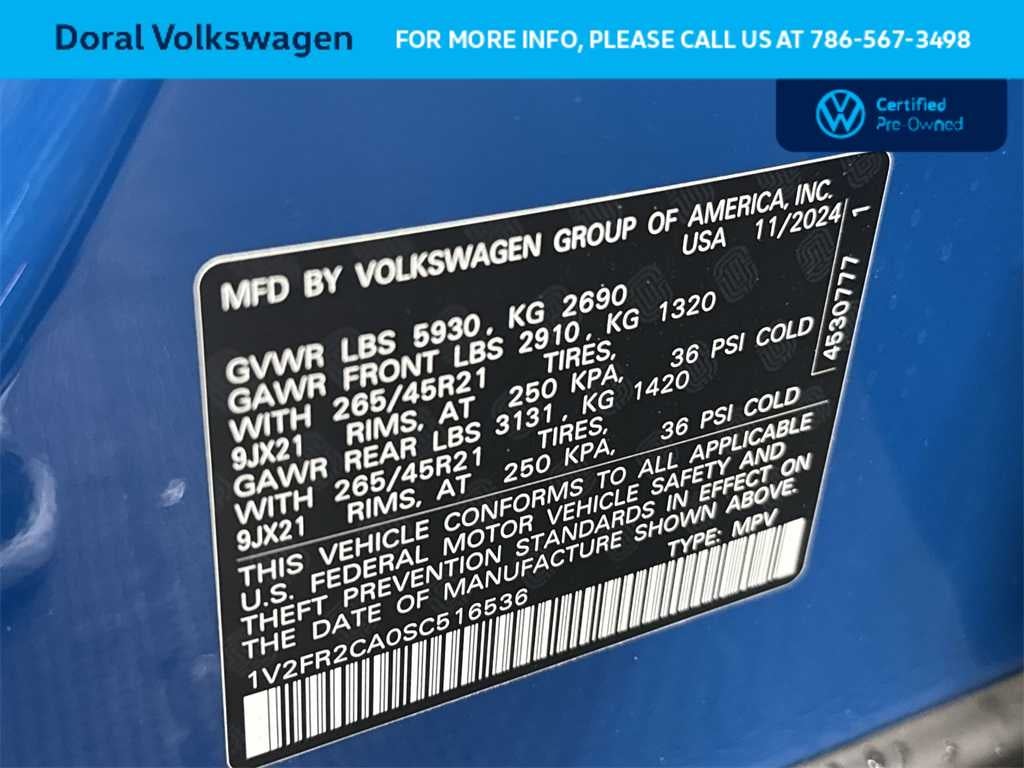 Doral Volkswagen FOR MORE INFO, PLEASE CALL US AT 786-567-3498
Certified
Pre-Owned
MFD BY VOLKSWAGEN GROUP OF AMERICA, INC.
USA 11/2024
4530777 1
GVWR LBS 5930, KG 2690
GAWR FRONT LBS 2910, KG 1320
WITH 265/45R21 TIRES,
9JX21 RIMS, AT 250 KPA, 36 PSI COLD
GAWR REAR LBS 3131, KG 1420
WITH 265/45R21 TIRES,
9JX21 RIMS, AT 250 KPA, 36 PSI COLD
THIS VEHICLE CONFORMS TO ALL APPLICABLE
U.S. FEDERAL MOTOR VEHICLE SAFETY AND
THEFT PREVENTION STANDARDS IN EFFECT ON
THE DATE OF MANUFACTURE SHOWN ABOVE.
TYPE: MPV
1V2FR2CA0SC516536